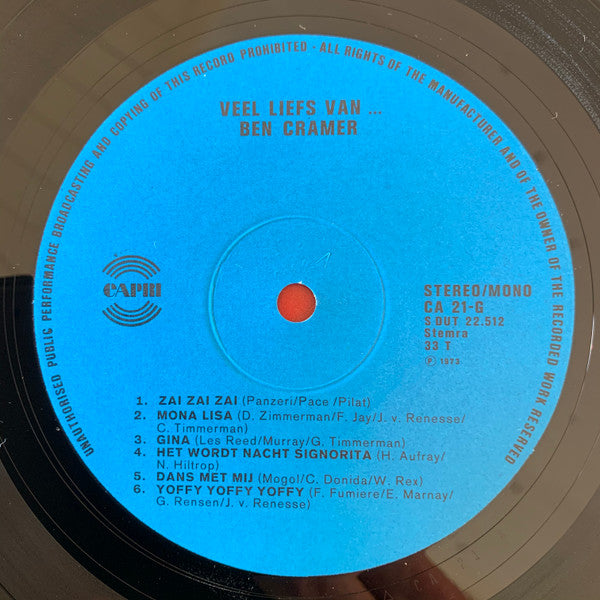 UNAUTHORISED PUBLIC PERFORMANCE BROADCASTING AND COPYING OF THIS RECORD PROHIBITED · ALL RIGHTS OF THE MANUFACTURER AND OF THE OWNER OF THE RECORDED WORK RESERVED
VEEL LIEFS VAN ...
BEN CRAMER
CAPRI
STEREO/MONO
CA 21-G
S DUT 22.512
Stemra
33 T
℗ 1973
1. ZAI ZAI ZAI (Panzeri/Pace/Pilat)
2. MONA LISA (D. Zimmerman/F. Jay/J. v. Renesse/
C. Timmerman)
3. GINA (Les Reed/Murray/G. Timmerman)
4. HET WORDT NACHT SIGNORITA (H. Aufray/
N. Hiltrop)
5. DANS MET MIJ (Mogol/C. Donida/W. Rex)
6. YOFFY YOFFY YOFFY (F. Fumière/E. Marnay/
G. Rensen/J. v. Renesse)